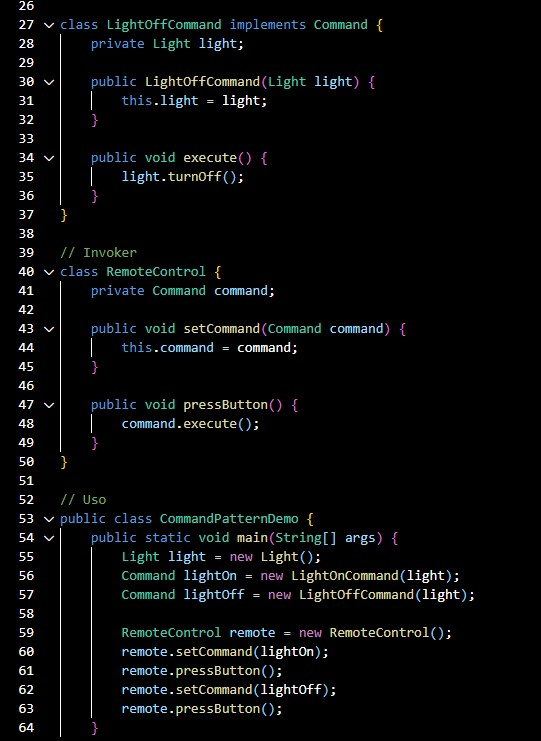 26
27 class LightOffCommand implements Command {
28     private Light light;
29
30     public LightOffCommand(Light light) {
31         this.light = light;
32     }
33
34     public void execute() {
35         light.turnOff();
36     }
37 }
38
39 // Invoker
40 class RemoteControl {
41     private Command command;
42
43     public void setCommand(Command command) {
44         this.command = command;
45     }
46
47     public void pressButton() {
48         command.execute();
49     }
50 }
51
52 // Uso
53 public class CommandPatternDemo {
54     public static void main(String[] args) {
55         Light light = new Light();
56         Command lightOn = new LightOnCommand(light);
57         Command lightOff = new LightOffCommand(light);
58
59         RemoteControl remote = new RemoteControl();
60         remote.setCommand(lightOn);
61         remote.pressButton();
62         remote.setCommand(lightOff);
63         remote.pressButton();
64     }